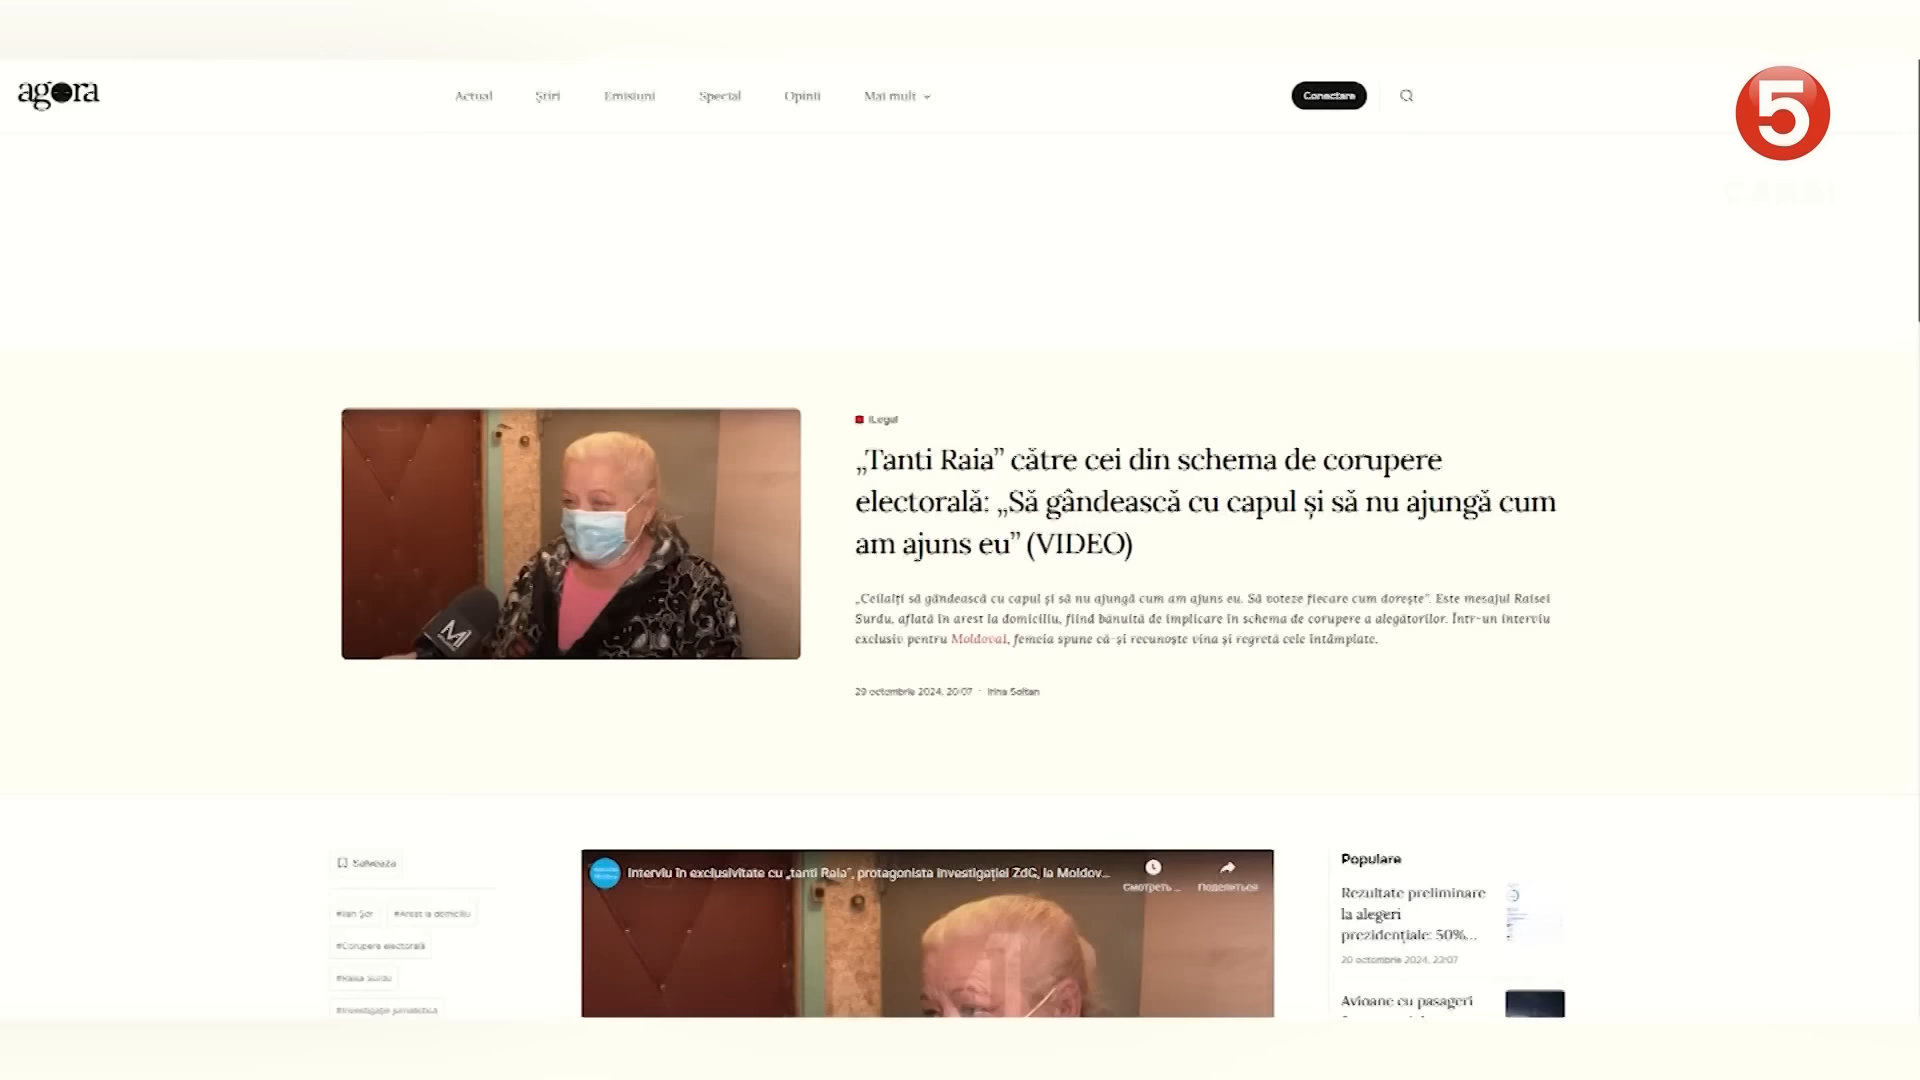 agora
Actual
Știri
Emisiuni
Special
Opinii
Mai mult
Conectare
5
iLegal
„Tanti Raia” către cei din schema de corupere
electorală: „Să gândească cu capul și să nu ajungă cum
am ajuns eu” (VIDEO)
„Ceilalți să gândească cu capul și să nu ajungă cum am ajuns eu. Să voteze fiecare cum dorește”. Este mesajul Raisei
Surdu, aflată în arest la domiciliu, fiind bănuită de implicare în schema de corupere a alegătorilor. Într-un interviu
exclusiv pentru Moldova1, femeia spune că-și recunoște vina și regretă cele întâmplate.
29 octombrie 2024, 20:07 · Irina Soltan
Salvează
#Ilan Șor
#Arest la domiciliu
#Corupere electorală
#Raisa Surdu
#Investigație jurnalistică
Interviu în exclusivitate cu „tanti Raia”, protagonista investigației ZdG, la Moldov...
Смотреть ...
Поделиться
Populare
Rezultate preliminare
la alegeri
prezidențiale: 50%...
20 octombrie 2024, 23:07
Avioane cu pasageri